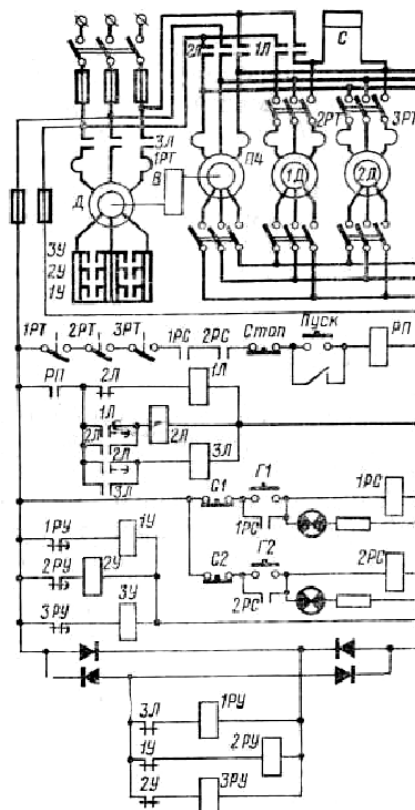 2Л 1Л С
3Л
1РТ 2РТ 3РТ
В П4
Д 1Д 2Д
3У
2У
1У
1РТ 2РТ 3РТ 1РС 2РС Стоп Пуск РП
РП 2Л 1Л
1Л
2Л 2Л
2Л 3Л
3Л
С1 Г1 1РС
1РУ 1У 1РС
2РУ 2У С2 Г2 2РС
3РУ 3У 2РС
3Л 1РУ
1У 2РУ
2У 3РУ